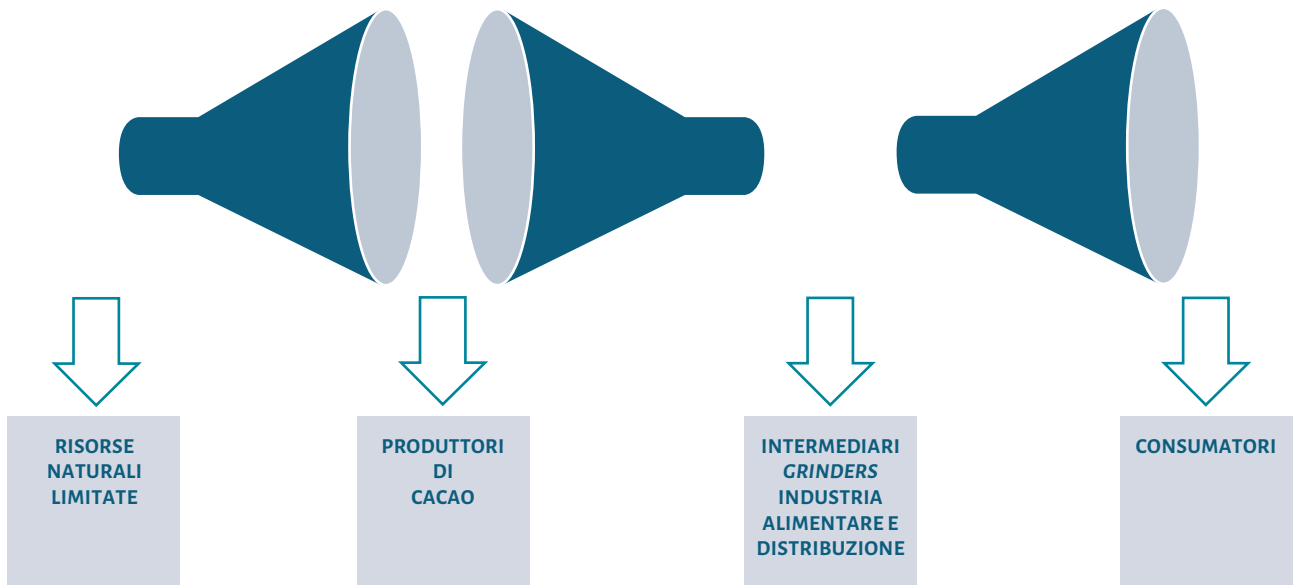 RISORSE
NATURALI
LIMITATE
PRODUTTORI
DI
CACAO
INTERMEDIARI
GRINDERS
INDUSTRIA
ALIMENTARE E
DISTRIBUZIONE
CONSUMATORI